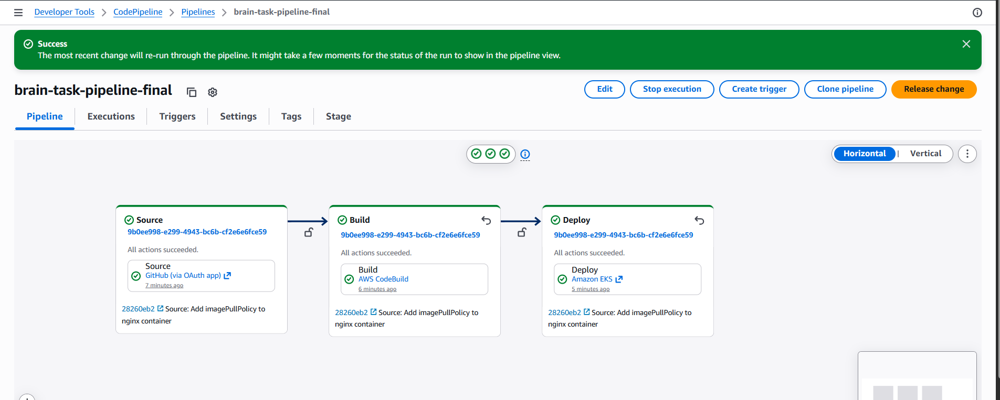 Developer Tools > CodePipeline > Pipelines > brain-task-pipeline-final
Success
The most recent change will re-run through the pipeline. It might take a few moments for the status of the run to show in the pipeline view.
brain-task-pipeline-final
Edit
Stop execution
Create trigger
Clone pipeline
Release change
Pipeline
Executions
Triggers
Settings
Tags
Stage
Horizontal | Vertical
Source
9b0ee998-e299-4943-bc6b-cf2e6e6fce59
All actions succeeded.
Source
GitHub (via OAuth app)
7 minutes ago
28260eb2 Source: Add imagePullPolicy to
nginx container
Build
9b0ee998-e299-4943-bc6b-cf2e6e6fce59
All actions succeeded.
Build
AWS CodeBuild
6 minutes ago
28260eb2 Source: Add imagePullPolicy to
nginx container
Deploy
9b0ee998-e299-4943-bc6b-cf2e6e6fce59
All actions succeeded.
Deploy
Amazon EKS
5 minutes ago
28260eb2 Source: Add imagePullPolicy to
nginx container